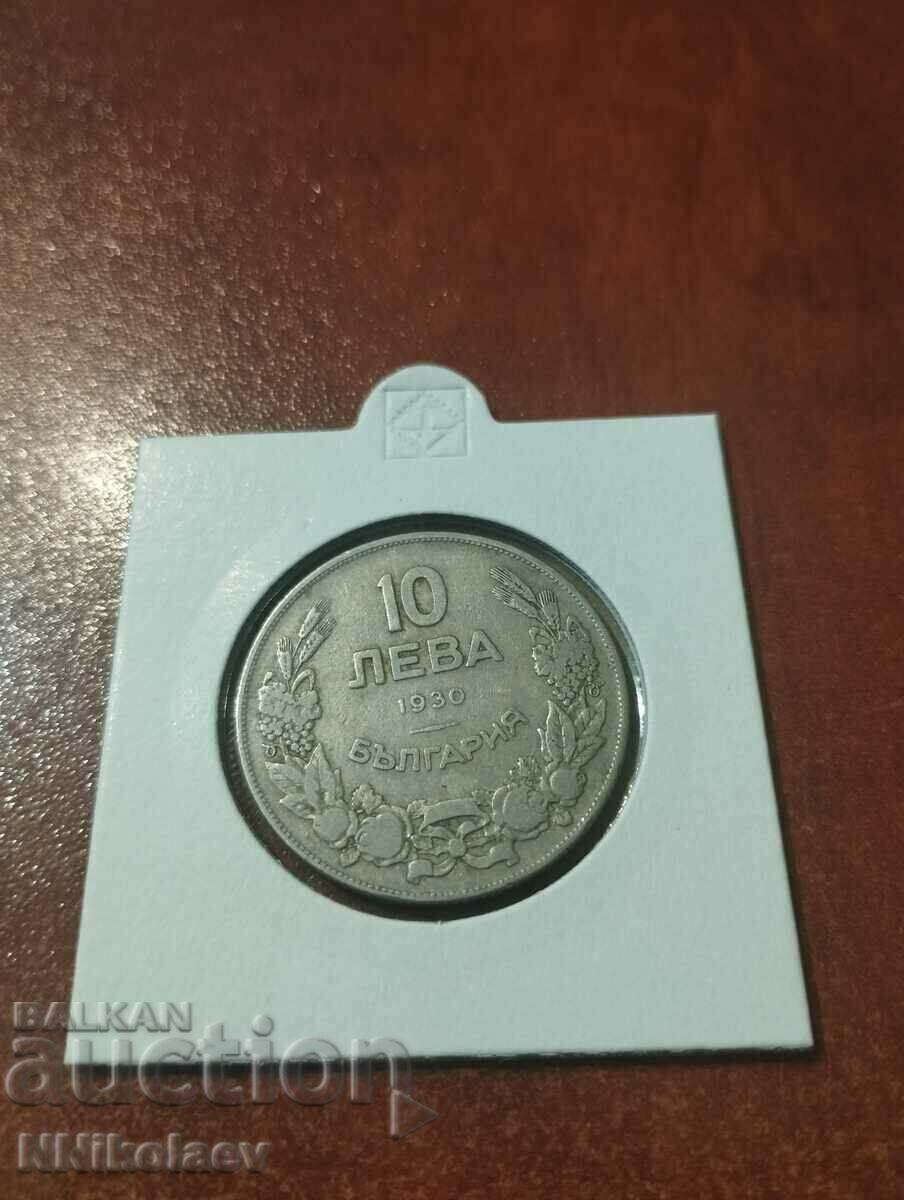 10
ЛЕВА
1930
БЪЛГАРИЯ
BALKAN
auction
NNikolaev